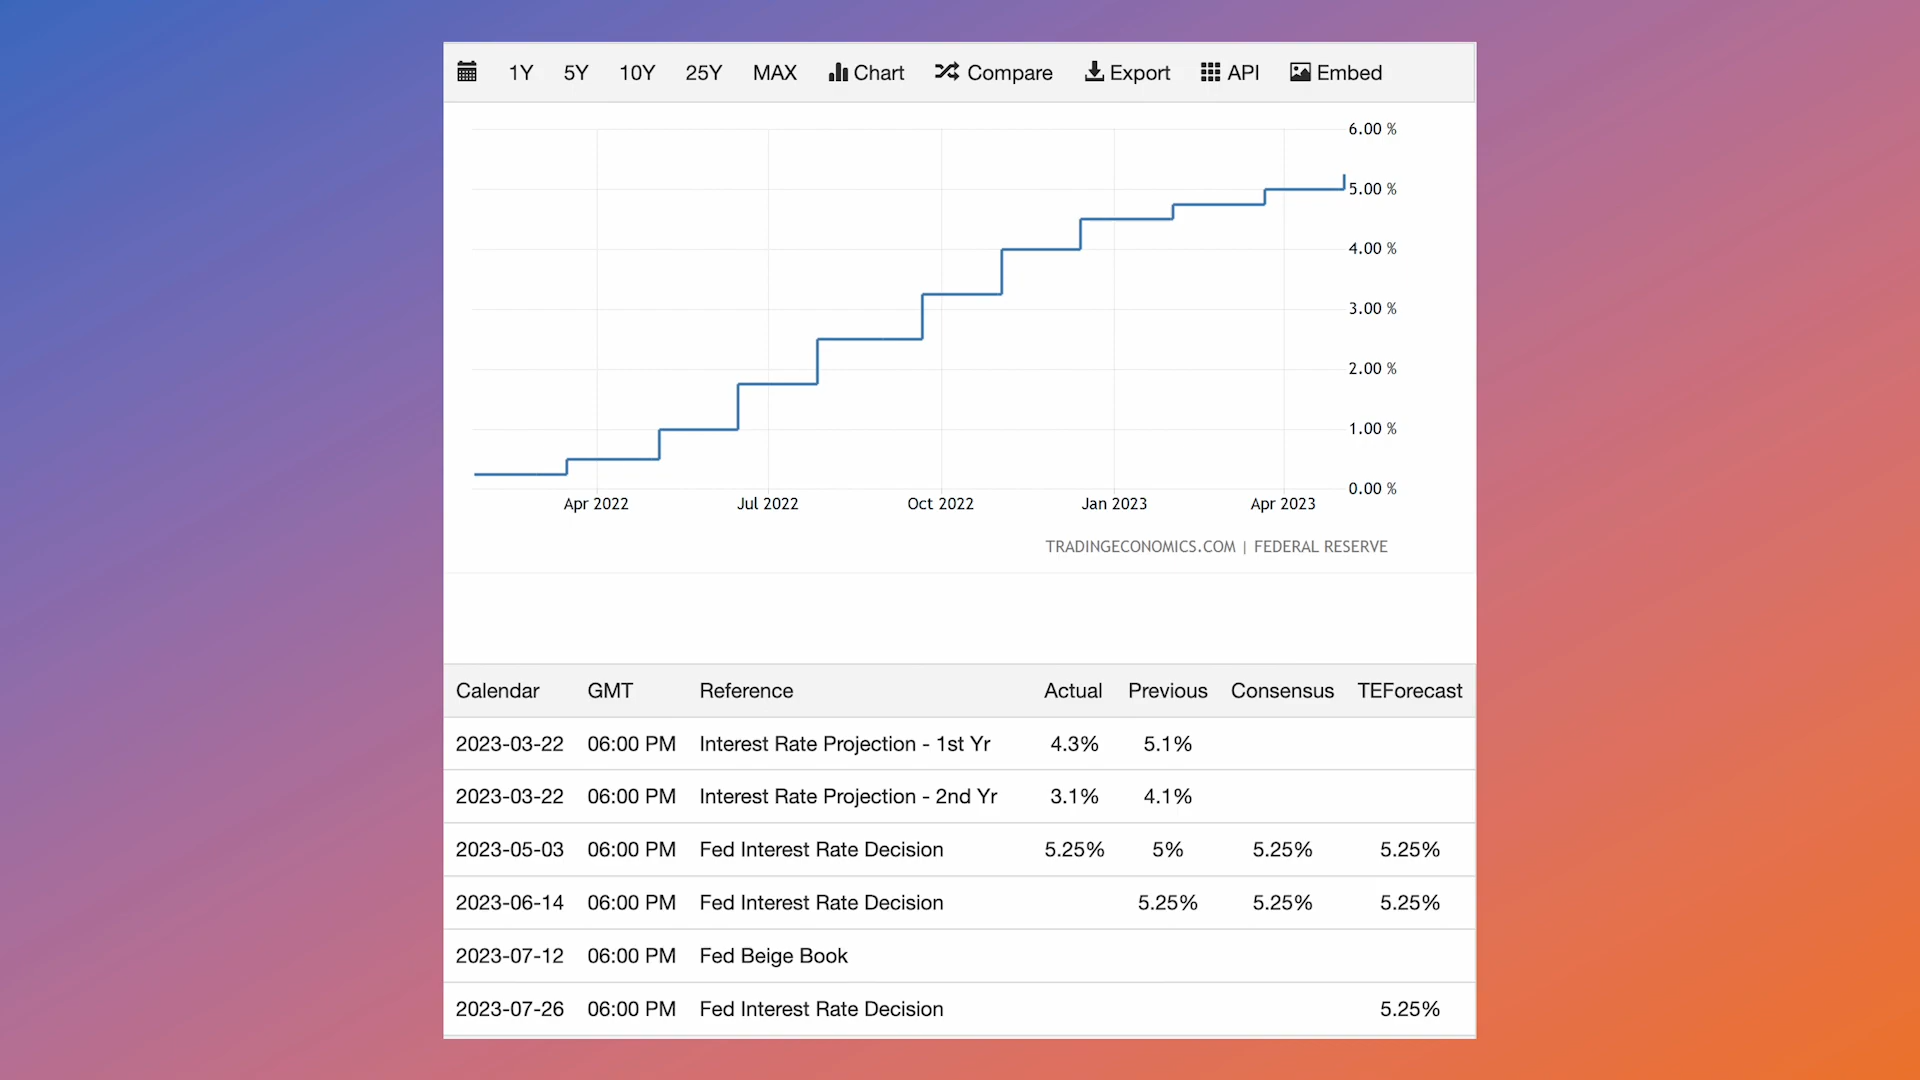 1Y 5Y 10Y 25Y MAX Chart Compare Export API Embed
6.00 %
5.00 %
4.00 %
3.00 %
2.00 %
1.00 %
0.00 %
Apr 2022 Jul 2022 Oct 2022 Jan 2023 Apr 2023
TRADINGECONOMICS.COM | FEDERAL RESERVE
Calendar GMT Reference Actual Previous Consensus TEForecast
2023-03-22 06:00 PM Interest Rate Projection - 1st Yr 4.3% 5.1%
2023-03-22 06:00 PM Interest Rate Projection - 2nd Yr 3.1% 4.1%
2023-05-03 06:00 PM Fed Interest Rate Decision 5.25% 5% 5.25% 5.25%
2023-06-14 06:00 PM Fed Interest Rate Decision 5.25% 5.25% 5.25%
2023-07-12 06:00 PM Fed Beige Book
2023-07-26 06:00 PM Fed Interest Rate Decision 5.25%